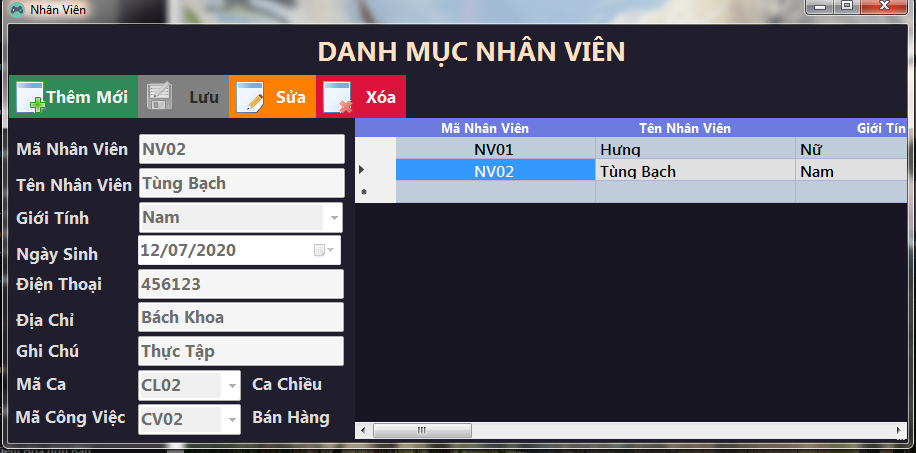 Nhân Viên
DANH MỤC NHÂN VIÊN
Thêm Mới Lưu Sửa Xóa
Mã Nhân Viên NV02
Tên Nhân Viên Tùng Bạch
Giới Tính Nam
Ngày Sinh 12/07/2020
Điện Thoại 456123
Địa Chỉ Bách Khoa
Ghi Chú Thực Tập
Mã Ca CL02 Ca Chiều
Mã Công Việc CV02 Bán Hàng
Mã Nhân Viên Tên Nhân Viên Giới Tín
NV01 Hưng Nữ
NV02 Tùng Bạch Nam